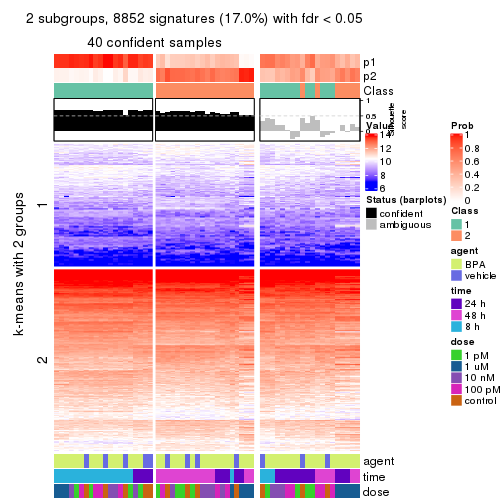 2 subgroups, 8852 signatures (17.0%) with fdr < 0.05
40 confident samples
p1
p2
Class
1
0.5
0
Silhouette
score
k-means with 2 groups
1
2
Value
14
12
10
8
6
Status (barplots)
confident
ambiguous
Prob
1
0.8
0.6
0.4
0.2
0
Class
1
2
agent
BPA
vehicle
time
24 h
48 h
8 h
dose
1 pM
1 uM
10 nM
100 pM
control
agent
time
dose